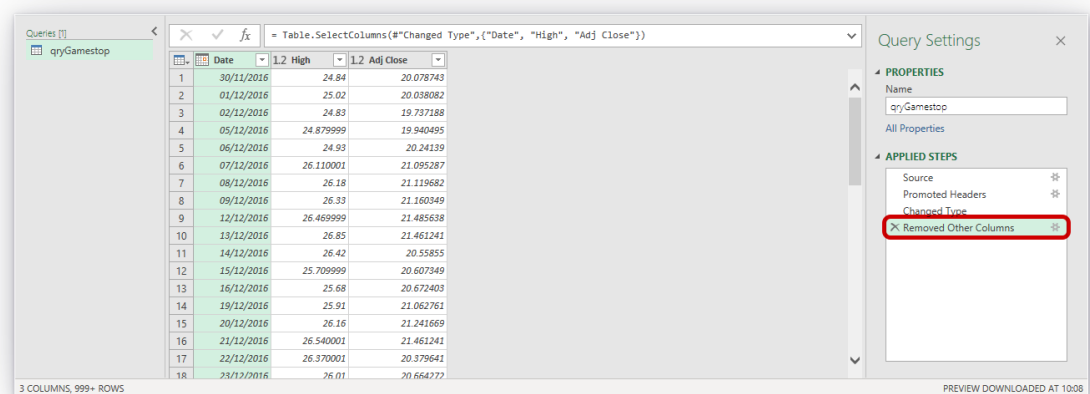 Queries [1]
qryGamestop
fx = Table.SelectColumns(#"Changed Type",{"Date", "High", "Adj Close"})
Date 1.2 High 1.2 Adj Close
1 30/11/2016 24.84 20.078743
2 01/12/2016 25.02 20.038082
3 02/12/2016 24.83 19.737188
4 05/12/2016 24.879999 19.940495
5 06/12/2016 24.93 20.24139
6 07/12/2016 26.110001 21.095287
7 08/12/2016 26.18 21.119682
8 09/12/2016 26.33 21.160349
9 12/12/2016 26.469999 21.485638
10 13/12/2016 26.85 21.461241
11 14/12/2016 26.42 20.55855
12 15/12/2016 25.709999 20.607349
13 16/12/2016 25.68 20.672403
14 19/12/2016 25.91 21.062761
15 20/12/2016 26.16 21.241669
16 21/12/2016 26.540001 21.461241
17 22/12/2016 26.370001 20.379641
18 23/12/2016 26.01 20.664272
3 COLUMNS, 999+ ROWS
Query Settings
PROPERTIES
Name
qryGamestop
All Properties
APPLIED STEPS
Source
Promoted Headers
Changed Type
Removed Other Columns
PREVIEW DOWNLOADED AT 10:08